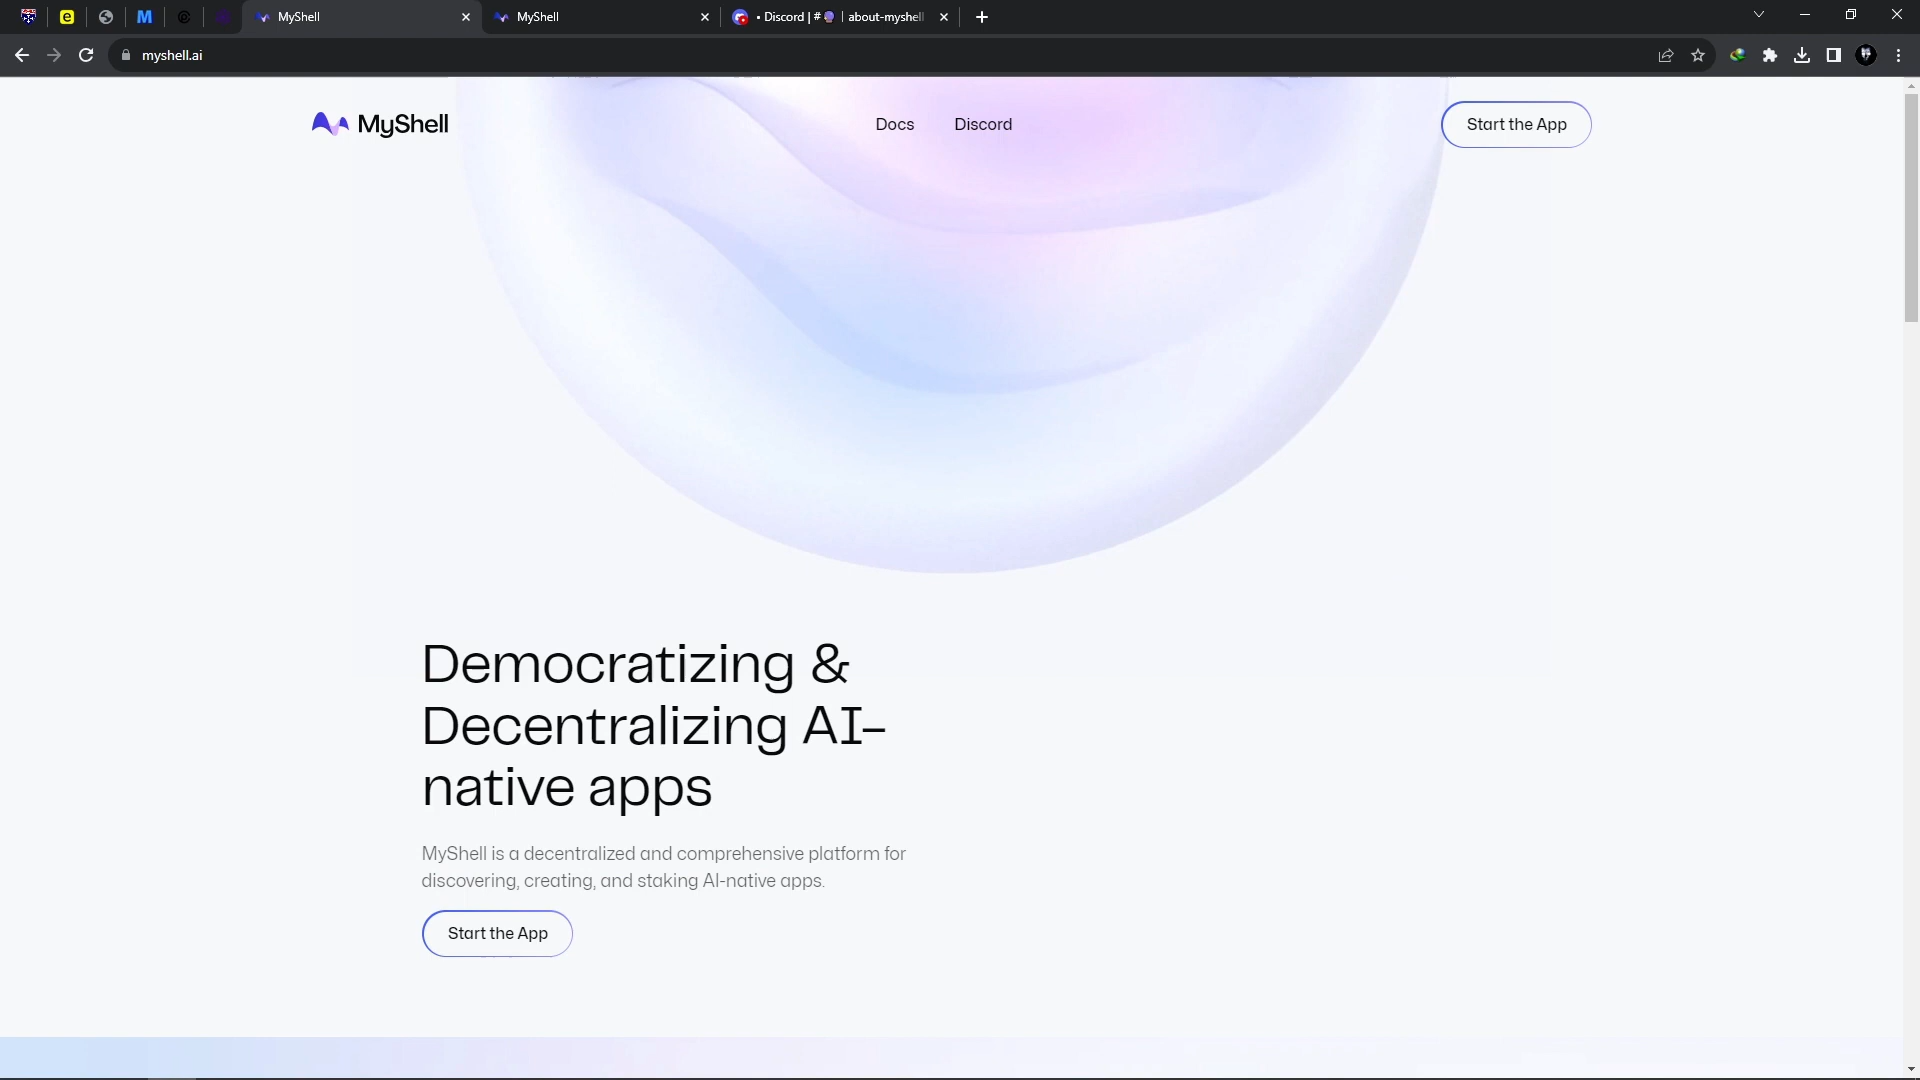 MyShell
MyShell
• Discord | # | about-myshell
myshell.ai
MyShell
Docs
Discord
Start the App
Democratizing &
Decentralizing AI-
native apps
MyShell is a decentralized and comprehensive platform for
discovering, creating, and staking AI-native apps.
Start the App